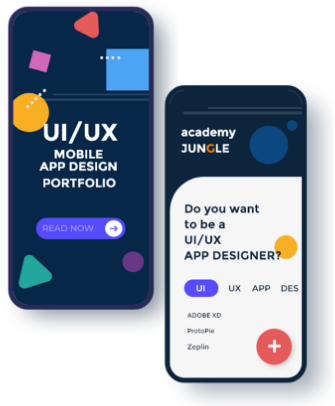 UI/UX
MOBILE
APP DESIGN
PORTFOLIO
READ NOW
academy
JUNGLE
Do you want
to be a
UI/UX
APP DESIGNER?
UI UX APP DES
ADOBE XD
ProtoPie
Zeplin
+